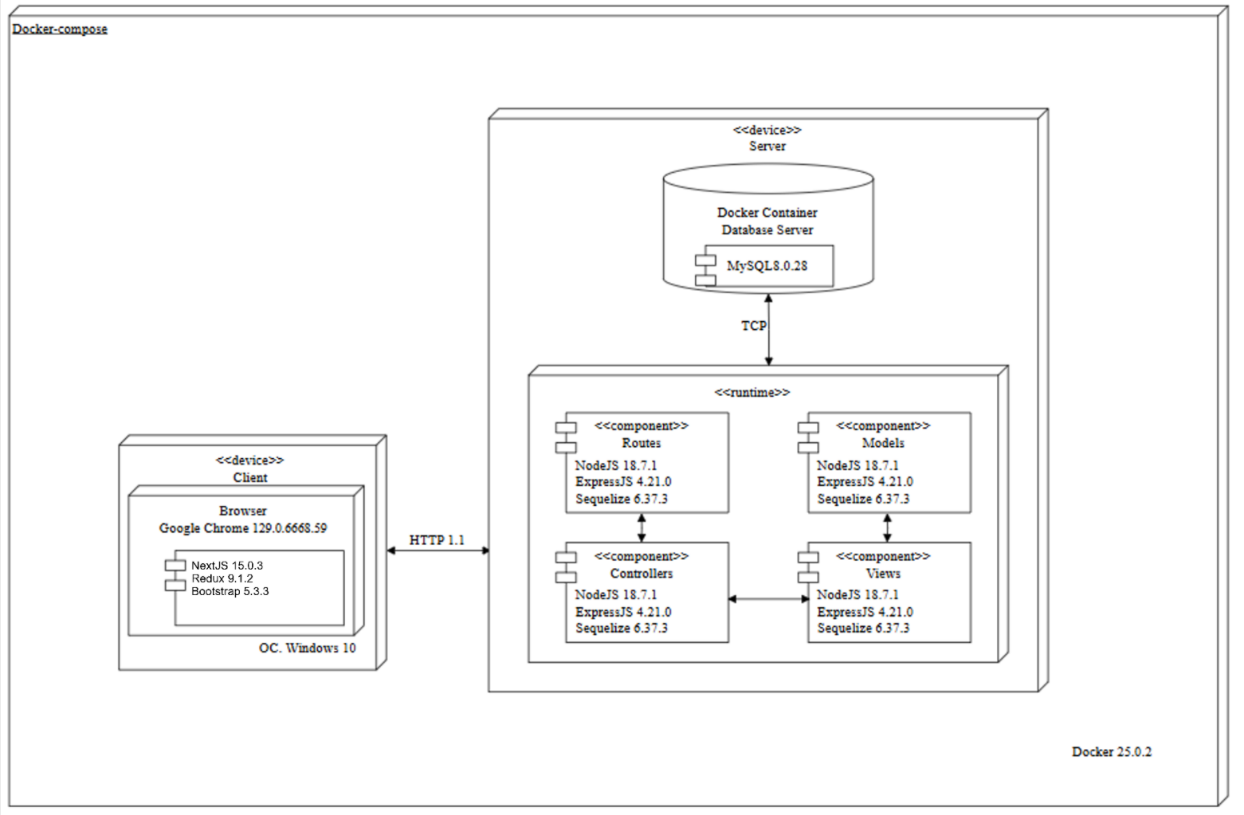 Docker-compose
<<device>>
Server
Docker Container
Database Server
MySQL8.0.28
TCP
<<runtime>>
<<component>>
Routes
NodeJS 18.7.1
ExpressJS 4.21.0
Sequelize 6.37.3
<<component>>
Models
NodeJS 18.7.1
ExpressJS 4.21.0
Sequelize 6.37.3
<<component>>
Controllers
NodeJS 18.7.1
ExpressJS 4.21.0
Sequelize 6.37.3
<<component>>
Views
NodeJS 18.7.1
ExpressJS 4.21.0
Sequelize 6.37.3
<<device>>
Client
Browser
Google Chrome 129.0.6668.59
NextJS 15.0.3
Redux 9.1.2
Bootstrap 5.3.3
OC. Windows 10
HTTP 1.1
Docker 25.0.2